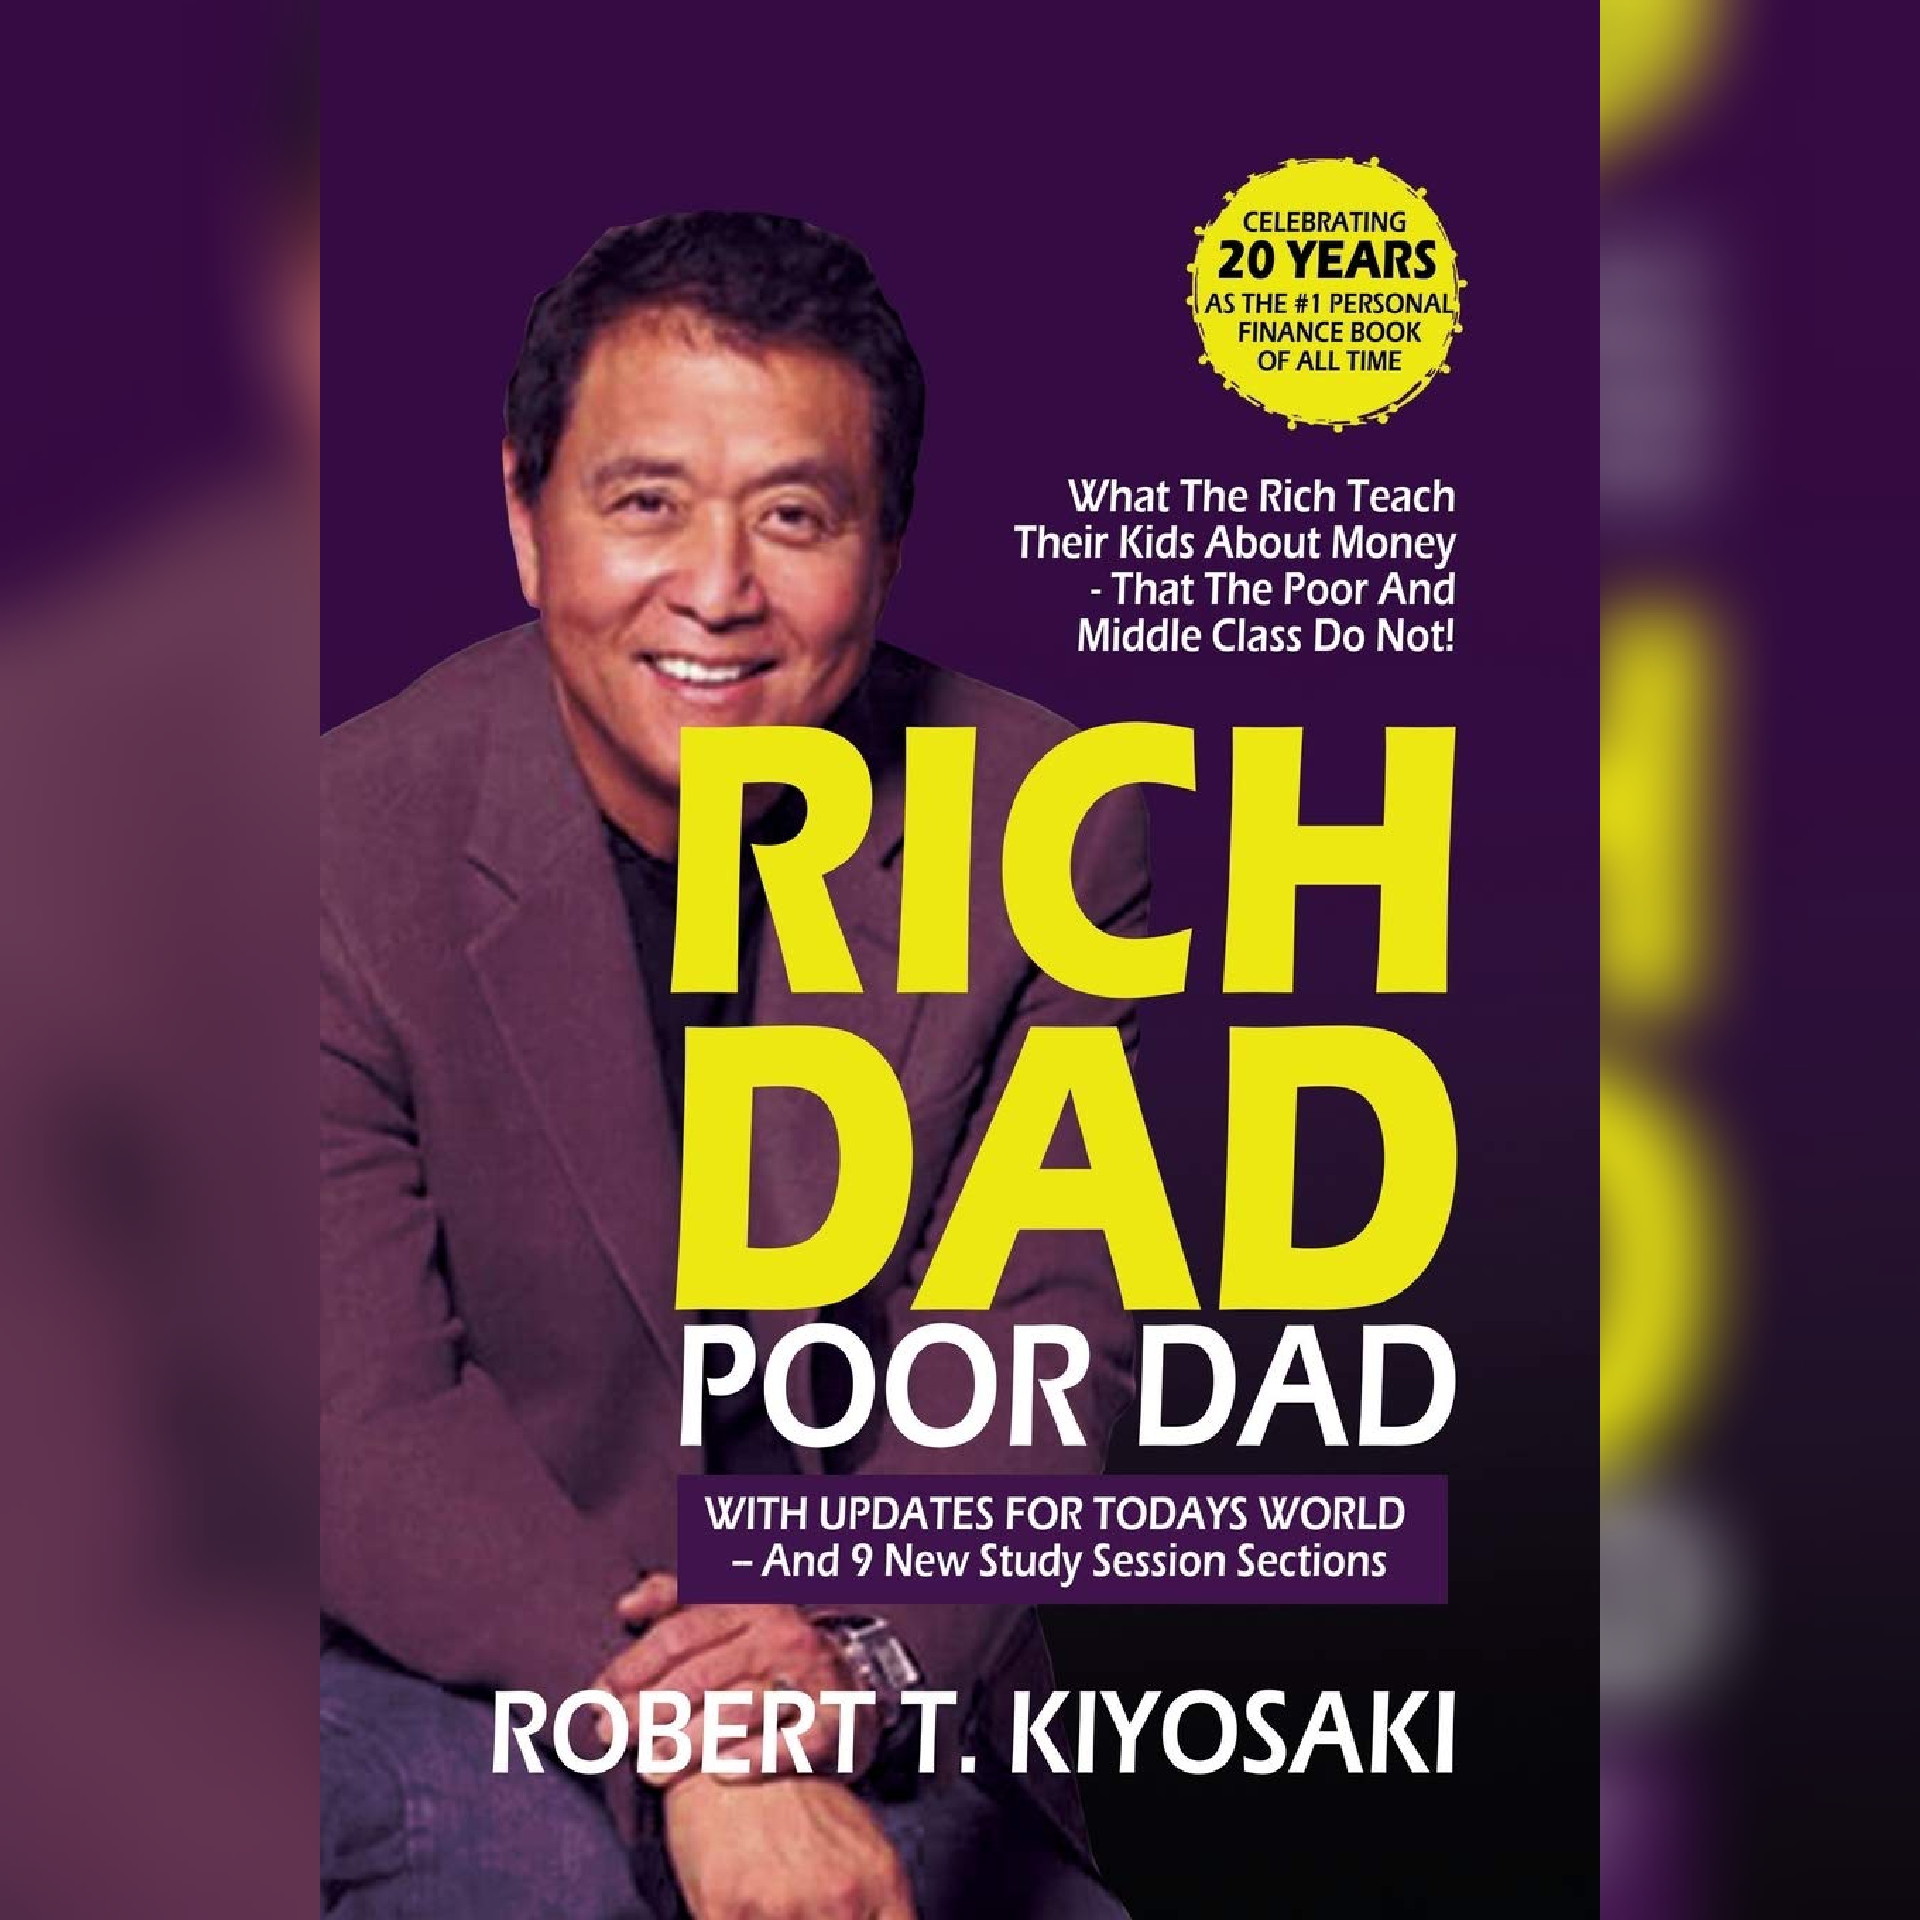 CELEBRATING
20 YEARS
AS THE #1 PERSONAL
FINANCE BOOK
OF ALL TIME
What The Rich Teach
Their Kids About Money
- That The Poor And
Middle Class Do Not!
RICH
DAD
POOR DAD
WITH UPDATES FOR TODAYS WORLD
– And 9 New Study Session Sections
ROBERT T. KIYOSAKI